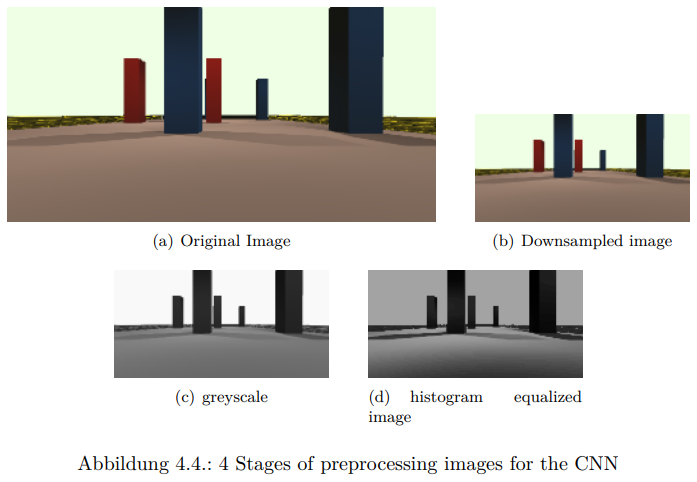 (a) Original Image
(b) Downsampled image
(c) greyscale
(d) histogram equalized
image
Abbildung 4.4.: 4 Stages of preprocessing images for the CNN